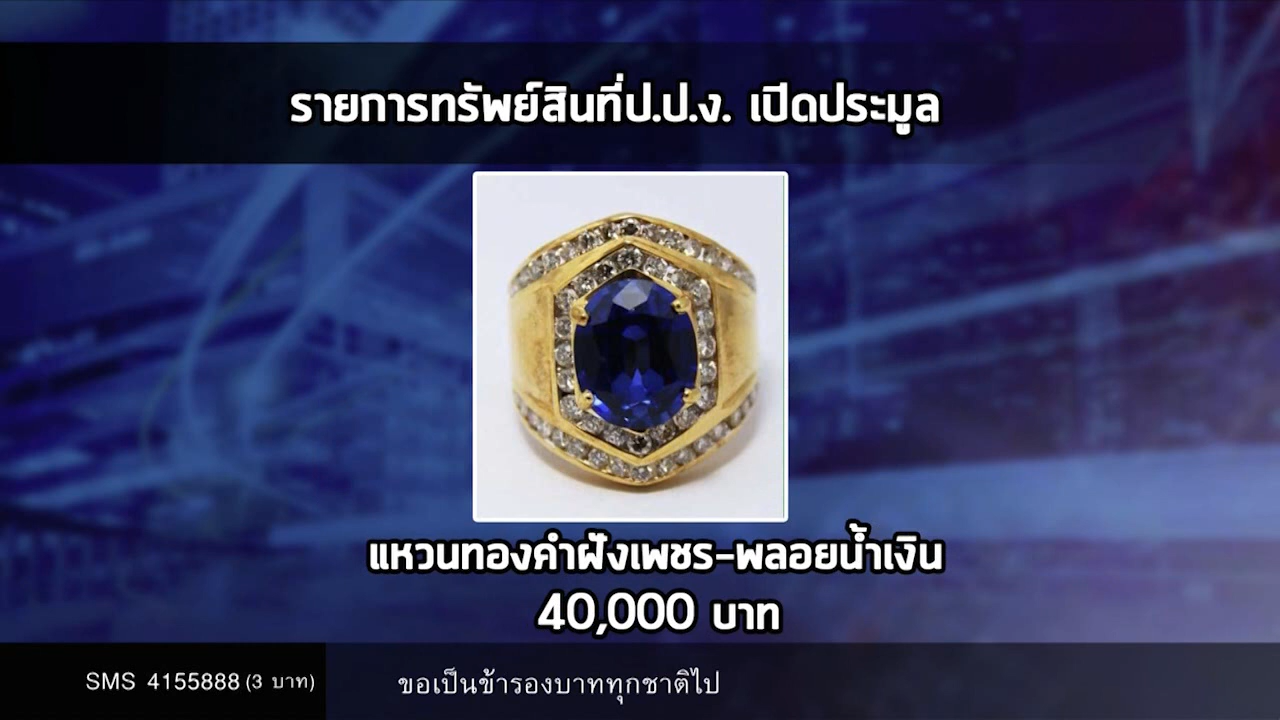 รายการทรัพย์สินที่ป.ป.ง. เปิดประมูล
แหวนทองคำฝังเพชร-พลอยน้ำเงิน
40,000 บาท
SMS 4155888 (3 บาท)
ขอเป็นข้ารองบาททุกชาติไป